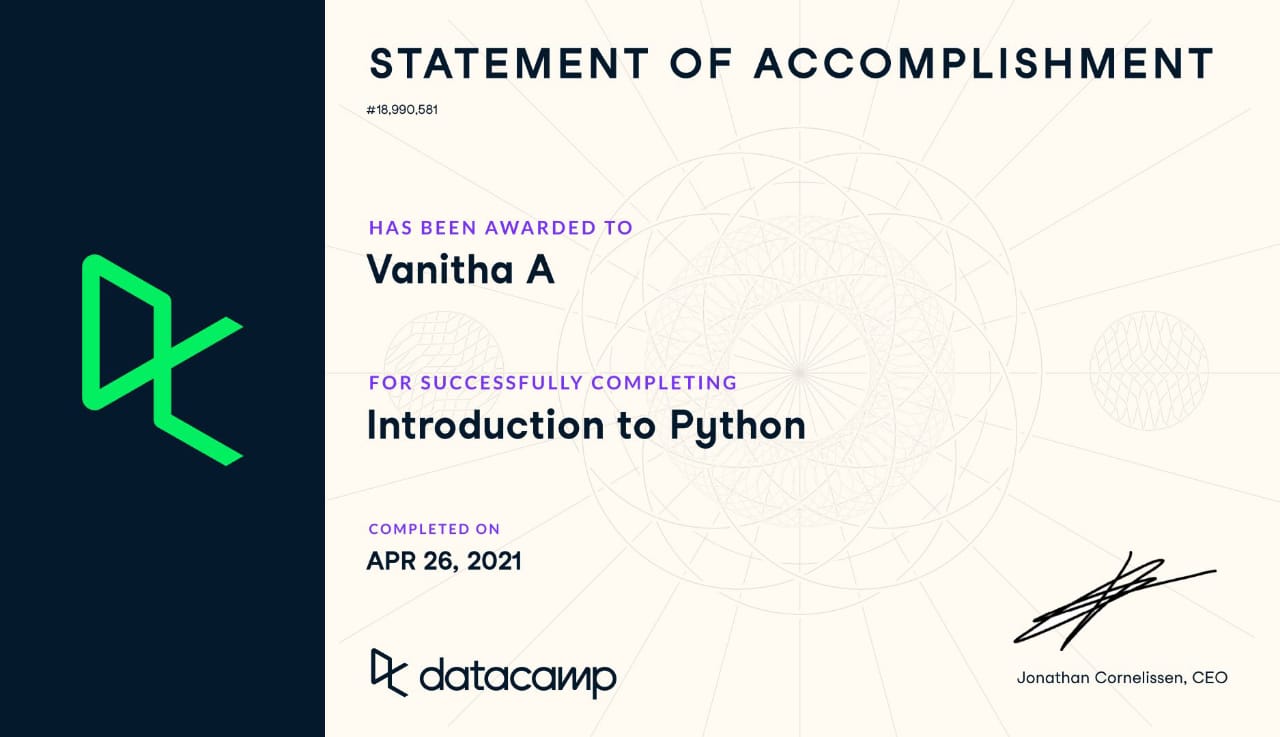 STATEMENT OF ACCOMPLISHMENT
#18,990,581
HAS BEEN AWARDED TO
Vanitha A
FOR SUCCESSFULLY COMPLETING
Introduction to Python
COMPLETED ON
APR 26, 2021
datacamp
Jonathan Cornelissen, CEO